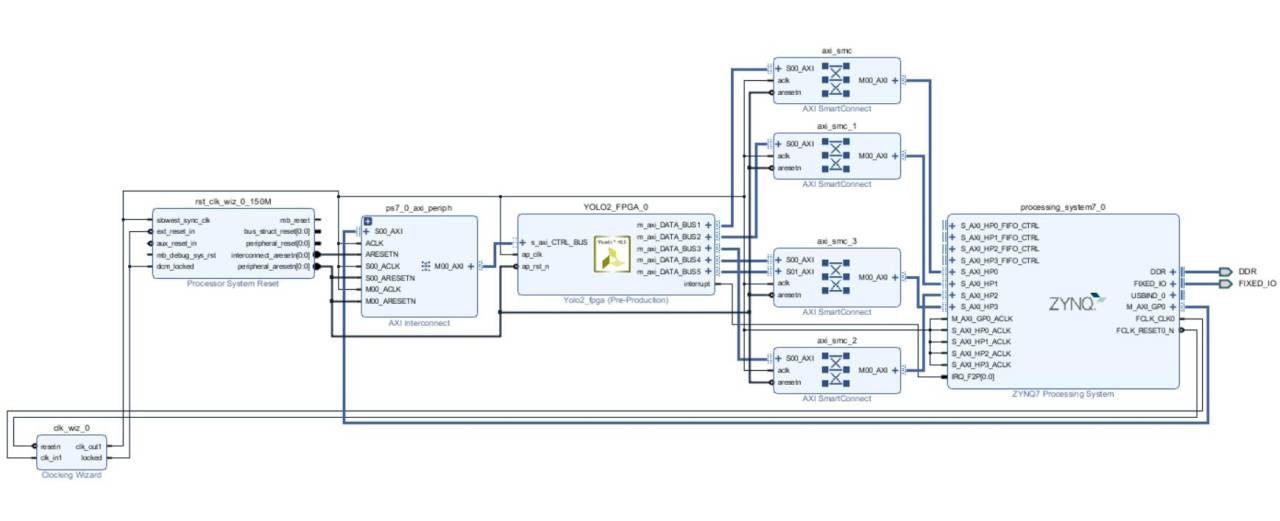 axi_smc
S00_AXI
aclk
aresetn
M00_AXI
AXI SmartConnect
axi_smc_1
S00_AXI
aclk
aresetn
M00_AXI
AXI SmartConnect
rst_clk_wiz_0_150M
slowest_sync_clk
ext_reset_in
aux_reset_in
mb_debug_sys_rst
dcm_locked
mb_reset
bus_struct_reset[0:0]
peripheral_reset[0:0]
interconnect_aresetn[0:0]
peripheral_aresetn[0:0]
Processor System Reset
ps7_0_axi_periph
S00_AXI
ACLK
ARESETN
S00_ACLK
S00_ARESETN
M00_ACLK
M00_ARESETN
M00_AXI
AXI Interconnect
YOLO2_FPGA_0
s_axi_CTRL_BUS
ap_clk
ap_rst_n
m_axi_DATA_BUS1
m_axi_DATA_BUS2
m_axi_DATA_BUS3
m_axi_DATA_BUS4
m_axi_DATA_BUS5
interrupt
Yolo2_fpga (Pre-Production)
axi_smc_3
S00_AXI
S01_AXI
aclk
aresetn
M00_AXI
AXI SmartConnect
axi_smc_2
S00_AXI
aclk
aresetn
M00_AXI
AXI SmartConnect
processing_system7_0
S_AXI_HP0_FIFO_CTRL
S_AXI_HP1_FIFO_CTRL
S_AXI_HP2_FIFO_CTRL
S_AXI_HP3_FIFO_CTRL
S_AXI_HP0
S_AXI_HP1
S_AXI_HP2
S_AXI_HP3
M_AXI_GP0_ACLK
S_AXI_HP0_ACLK
S_AXI_HP1_ACLK
S_AXI_HP2_ACLK
S_AXI_HP3_ACLK
IRQ_F2P[0:0]
ZYNQ
DDR
FIXED_IO
USBIND_0
M_AXI_GP0
FCLK_CLK0
FCLK_RESET0_N
ZYNQ7 Processing System
DDR
FIXED_IO
clk_wiz_0
resetn
clk_in1
clk_out1
locked
Clocking Wizard